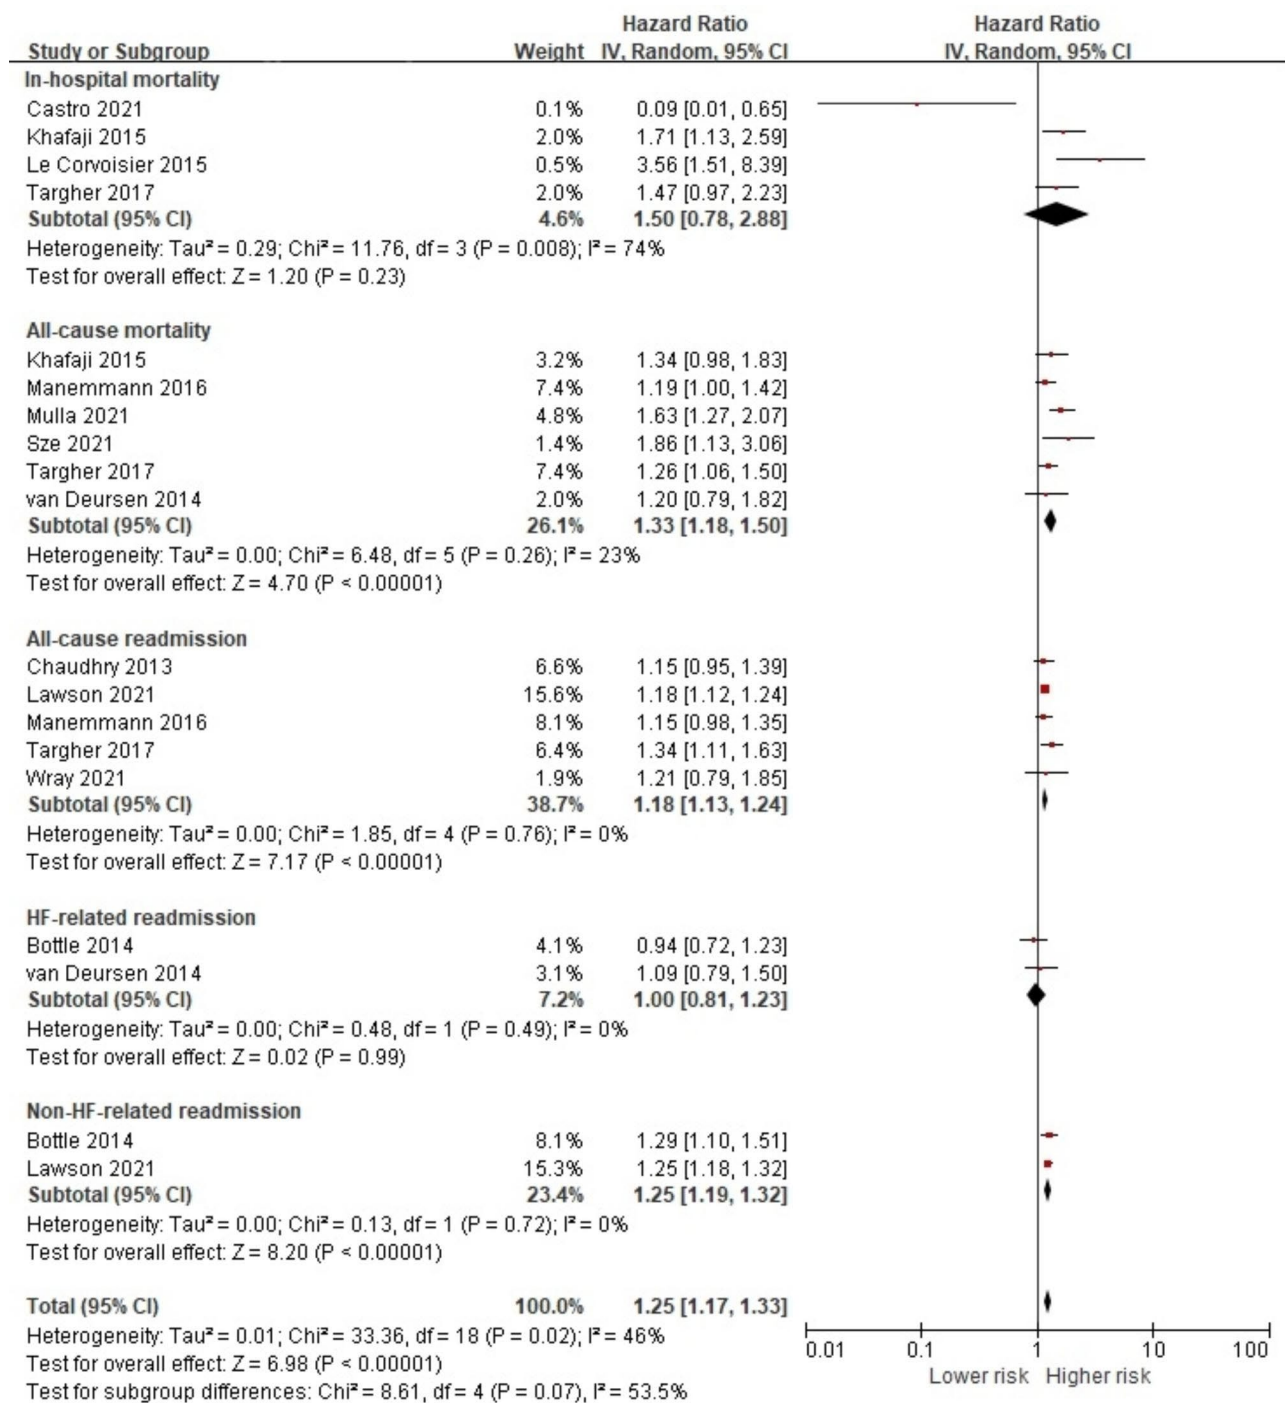 Hazard Ratio Hazard Ratio
Study or Subgroup Weight IV, Random, 95% CI IV, Random, 95% CI
In-hospital mortality
Castro 2021 0.1% 0.09 [0.01, 0.65]
Khafaji 2015 2.0% 1.71 [1.13, 2.59]
Le Corvoisier 2015 0.5% 3.56 [1.51, 8.39]
Targher 2017 2.0% 1.47 [0.97, 2.23]
Subtotal (95% CI) 4.6% 1.50 [0.78, 2.88]
Heterogeneity: Tau² = 0.29; Chi² = 11.76, df = 3 (P = 0.008); I² = 74%
Test for overall effect: Z = 1.20 (P = 0.23)
All-cause mortality
Khafaji 2015 3.2% 1.34 [0.98, 1.83]
Manemmann 2016 7.4% 1.19 [1.00, 1.42]
Mulla 2021 4.8% 1.63 [1.27, 2.07]
Sze 2021 1.4% 1.86 [1.13, 3.06]
Targher 2017 7.4% 1.26 [1.06, 1.50]
van Deursen 2014 2.0% 1.20 [0.79, 1.82]
Subtotal (95% CI) 26.1% 1.33 [1.18, 1.50]
Heterogeneity: Tau² = 0.00; Chi² = 6.48, df = 5 (P = 0.26); I² = 23%
Test for overall effect: Z = 4.70 (P < 0.00001)
All-cause readmission
Chaudhry 2013 6.6% 1.15 [0.95, 1.39]
Lawson 2021 15.6% 1.18 [1.12, 1.24]
Manemmann 2016 8.1% 1.15 [0.98, 1.35]
Targher 2017 6.4% 1.34 [1.11, 1.63]
Wray 2021 1.9% 1.21 [0.79, 1.85]
Subtotal (95% CI) 38.7% 1.18 [1.13, 1.24]
Heterogeneity: Tau² = 0.00; Chi² = 1.85, df = 4 (P = 0.76); I² = 0%
Test for overall effect: Z = 7.17 (P < 0.00001)
HF-related readmission
Bottle 2014 4.1% 0.94 [0.72, 1.23]
van Deursen 2014 3.1% 1.09 [0.79, 1.50]
Subtotal (95% CI) 7.2% 1.00 [0.81, 1.23]
Heterogeneity: Tau² = 0.00; Chi² = 0.48, df = 1 (P = 0.49); I² = 0%
Test for overall effect: Z = 0.02 (P = 0.99)
Non-HF-related readmission
Bottle 2014 8.1% 1.29 [1.10, 1.51]
Lawson 2021 15.3% 1.25 [1.18, 1.32]
Subtotal (95% CI) 23.4% 1.25 [1.19, 1.32]
Heterogeneity: Tau² = 0.00; Chi² = 0.13, df = 1 (P = 0.72); I² = 0%
Test for overall effect: Z = 8.20 (P < 0.00001)
Total (95% CI) 100.0% 1.25 [1.17, 1.33]
Heterogeneity: Tau² = 0.01; Chi² = 33.36, df = 18 (P = 0.02); I² = 46%
Test for overall effect: Z = 6.98 (P < 0.00001)
Test for subgroup differences: Chi² = 8.61, df = 4 (P = 0.07), I² = 53.5%
0.01 0.1 1 10 100
Lower risk Higher risk